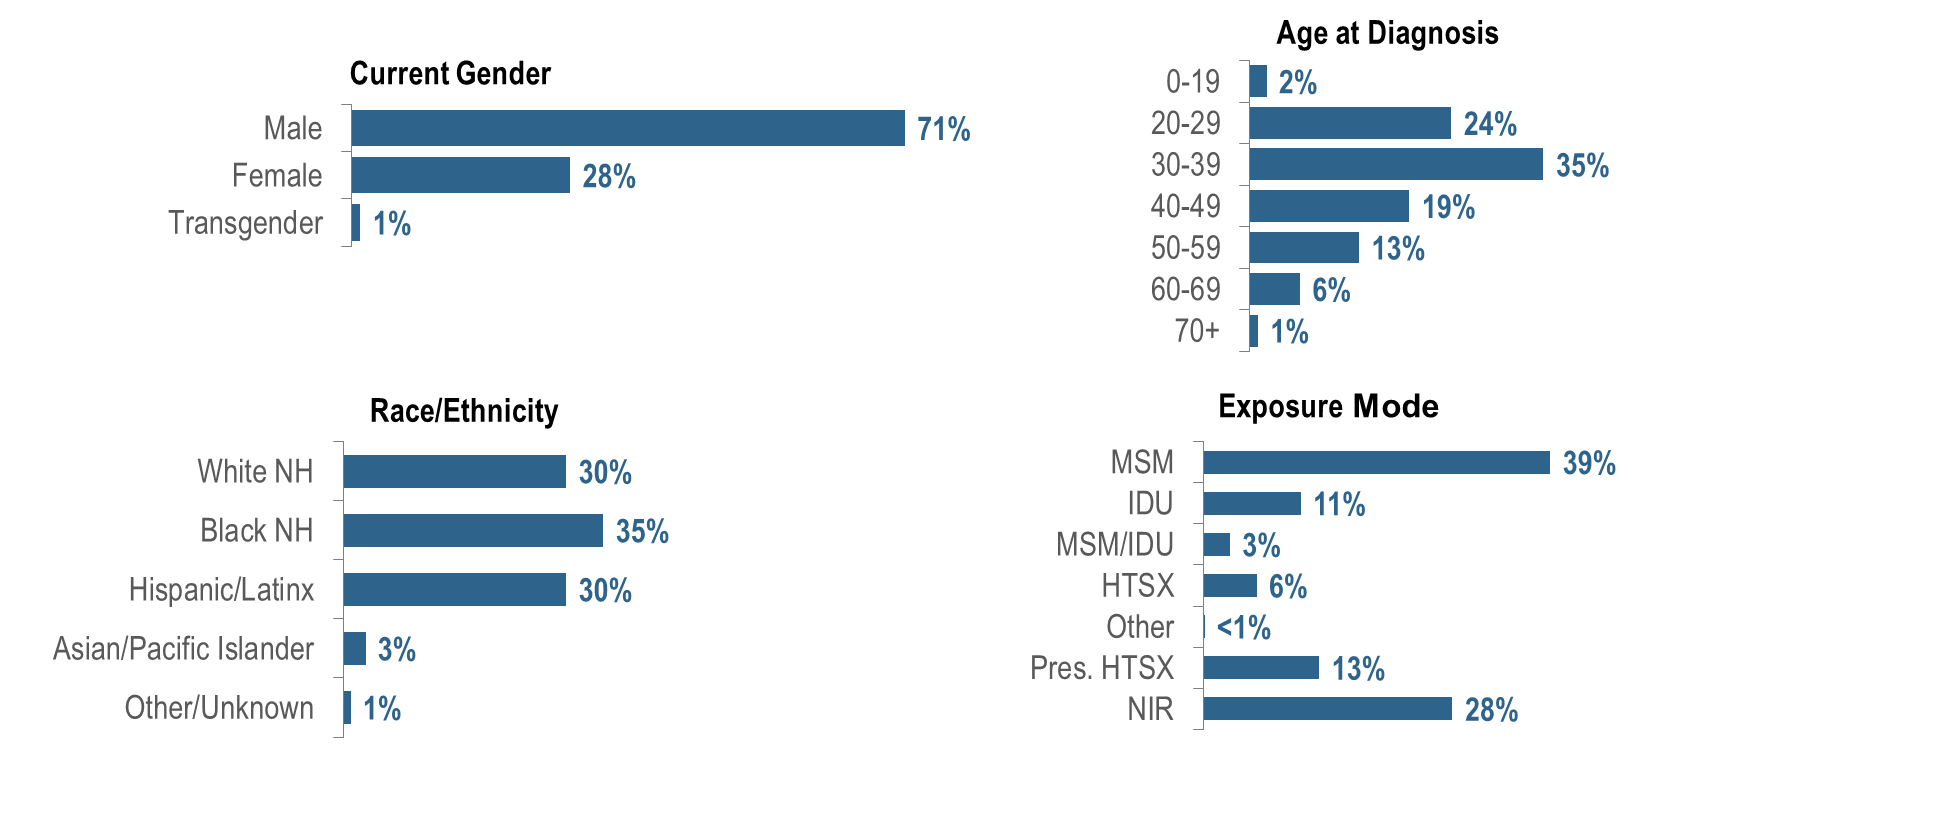 Current Gender
Male 71%
Female 28%
Transgender 1%
Age at Diagnosis
0-19 2%
20-29 24%
30-39 35%
40-49 19%
50-59 13%
60-69 6%
70+ 1%
Race/Ethnicity
White NH 30%
Black NH 35%
Hispanic/Latinx 30%
Asian/Pacific Islander 3%
Other/Unknown 1%
Exposure Mode
MSM 39%
IDU 11%
MSM/IDU 3%
HTSX 6%
Other <1%
Pres. HTSX 13%
NIR 28%